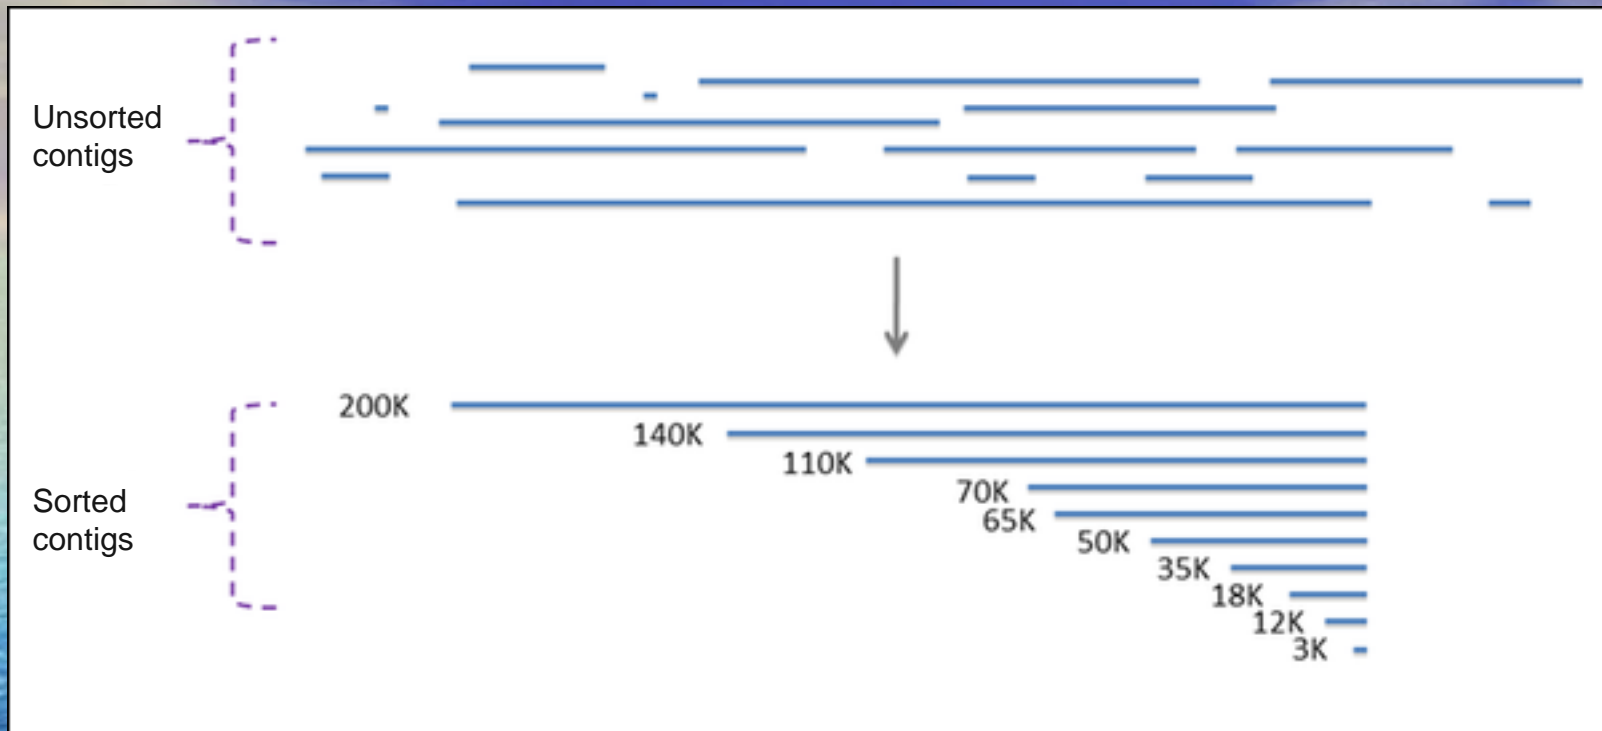 Unsorted
contigs
200K
140K
110K
70K
65K
50K
35K
18K
12K
3K
Sorted
contigs